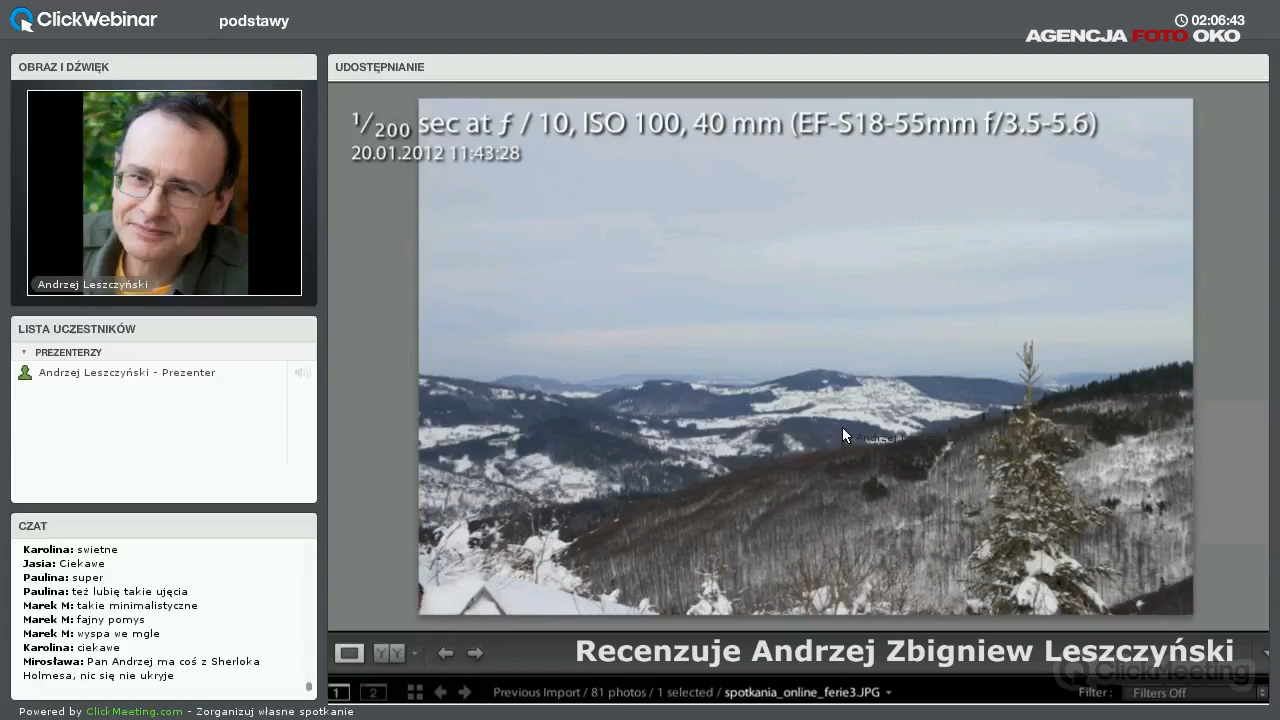 ClickWebinar
podstawy
02:06:43
AGENCJA FOTO OKO
OBRAZ I DŹWIĘK
Andrzej Leszczyński
LISTA UCZESTNIKÓW
PREZENTERZY
Andrzej Leszczyński - Prezenter
CZAT
Karolina: swietne
Jasia: Ciekawe
Paulina: super
Paulina: też lubię takie ujęcia
Marek M: takie minimalistyczne
Marek M: fajny pomys
Marek M: wyspa we mgle
Karolina: ciekawe
Mirosława: Pan Andrzej ma coś z Sherloka
Holmesa, nic się nie ukryje
Powered by ClickMeeting.com - Zorganizuj własne spotkanie
UDOSTĘPNIANIE
1/200 sec at ƒ / 10, ISO 100, 40 mm (EF-S18-55mm f/3.5-5.6)
20.01.2012 11:43:28
Recenzuje Andrzej Zbigniew Leszczyński
ClickMeeting
1 2 Previous Import / 81 photos / 1 selected / spotkania_online_ferie3.JPG Filter : Filters Off